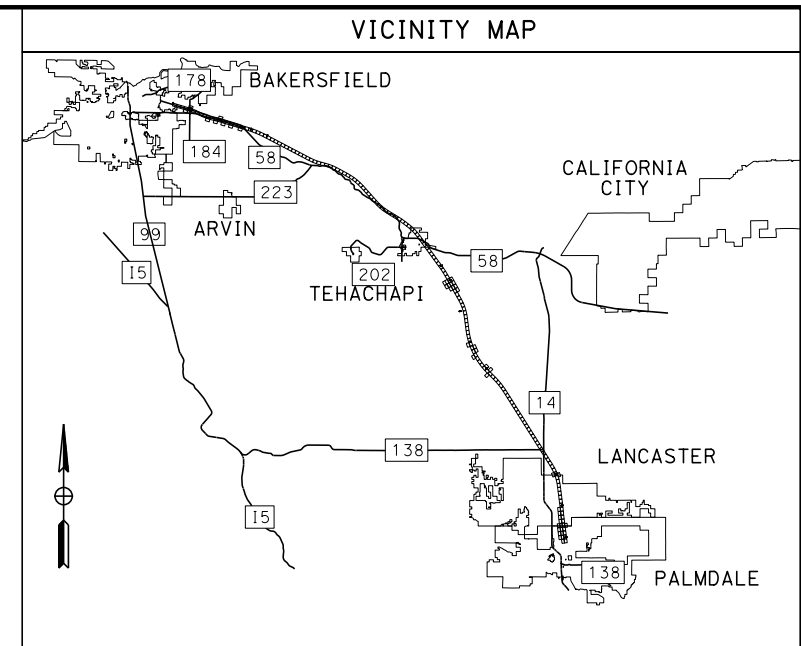 VICINITY MAP
178
BAKERSFIELD
184
58
223
CALIFORNIA
CITY
99
ARVIN
I5
202
58
TEHACHAPI
14
138
LANCASTER
I5
138
PALMDALE